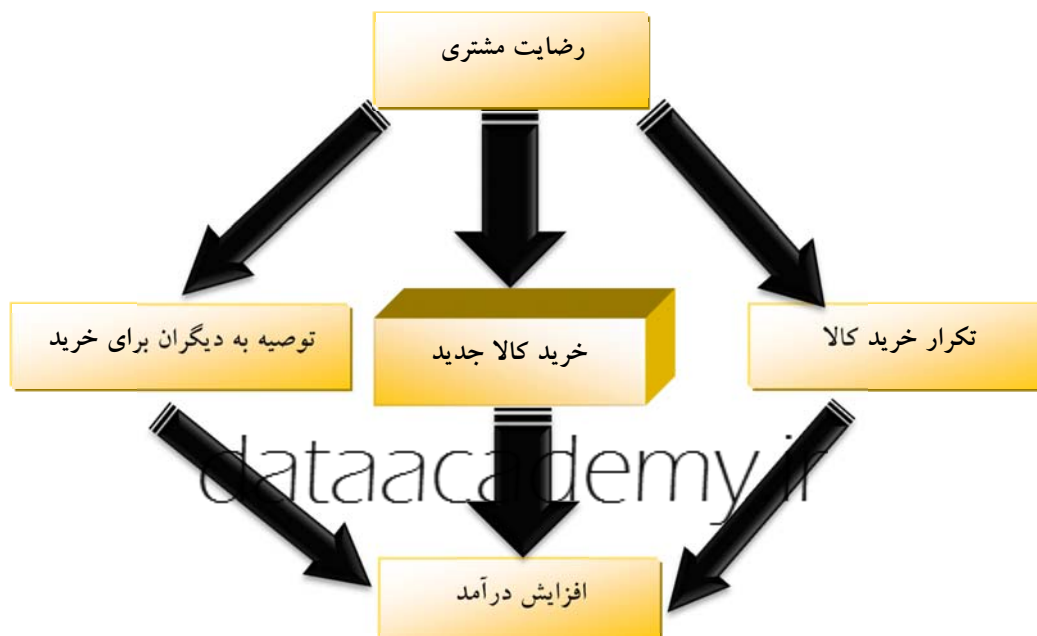 رضایت مشتری
تکرار خرید کالا
خرید کالا جدید
توصیه به دیگران برای خرید
dataacademy.ir
افزایش درآمد